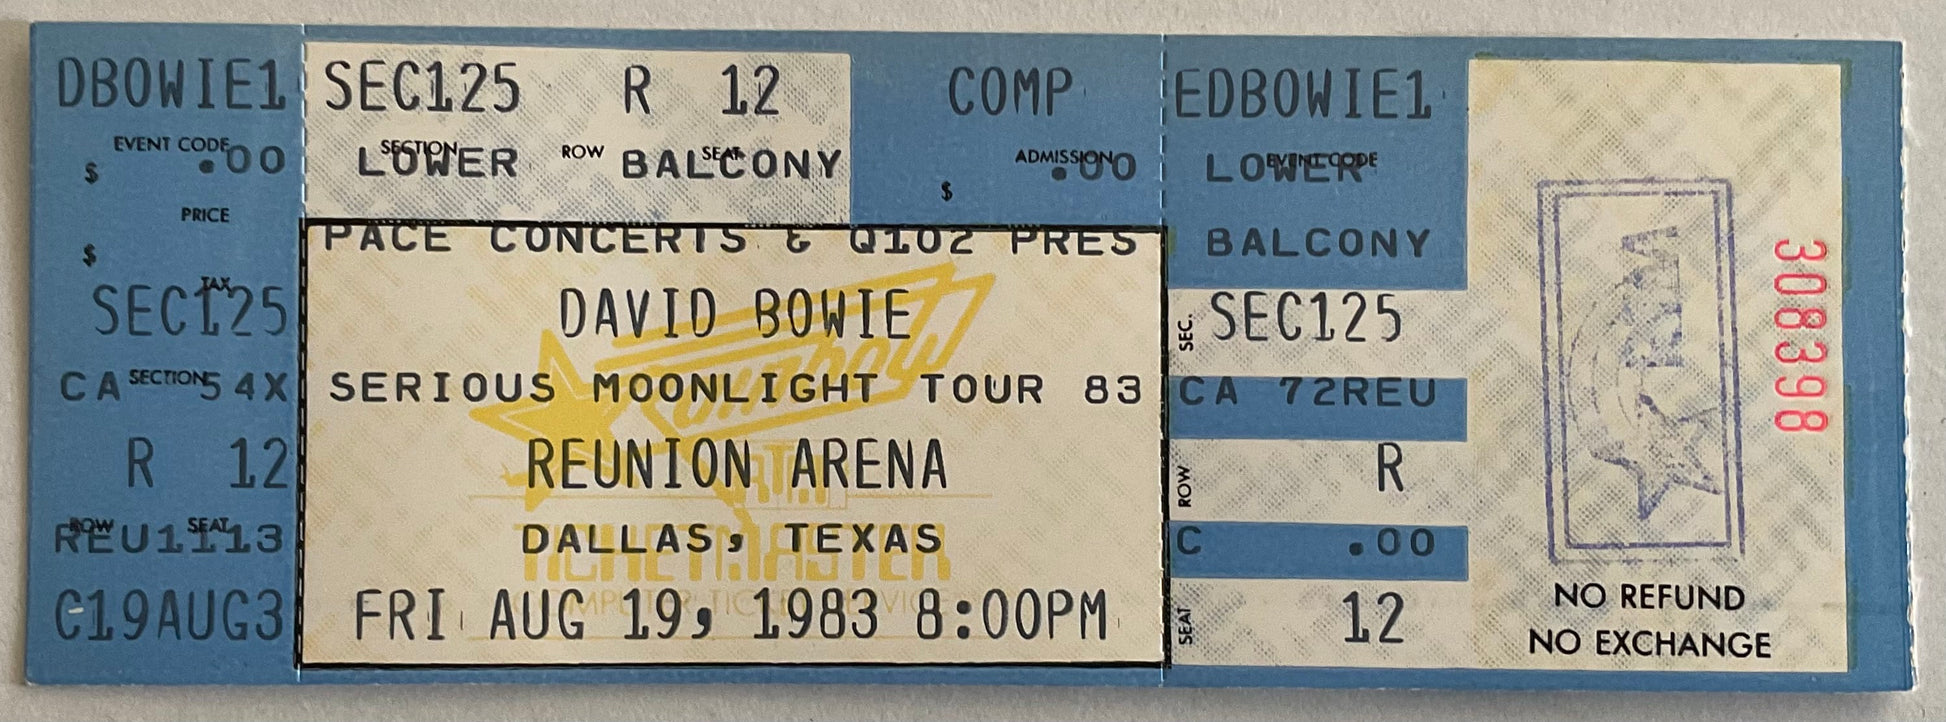 DBOWIE1
EVENT CODE
$ .00
PRICE
$
TAX
SEC125
SECTION
CA 54X
R 12
ROW SEAT
REU1113
C19AUG3
SEC125 R 12
SECTION ROW SEAT
LOWER BALCONY
COMP
ADMISSION
$ .00
PACE CONCERTS & Q102 PRES
DAVID BOWIE
SERIOUS MOONLIGHT TOUR 83
REUNION ARENA
DALLAS, TEXAS
TICKETMASTER
COMPUTER TICKET SERVICE
FRI AUG 19, 1983 8:00PM
EDBOWIE1
EVENT CODE
LOWER
BALCONY
SEC. SEC125
CA 72REU
ROW R
C .00
SEAT 12
308398
NO REFUND
NO EXCHANGE